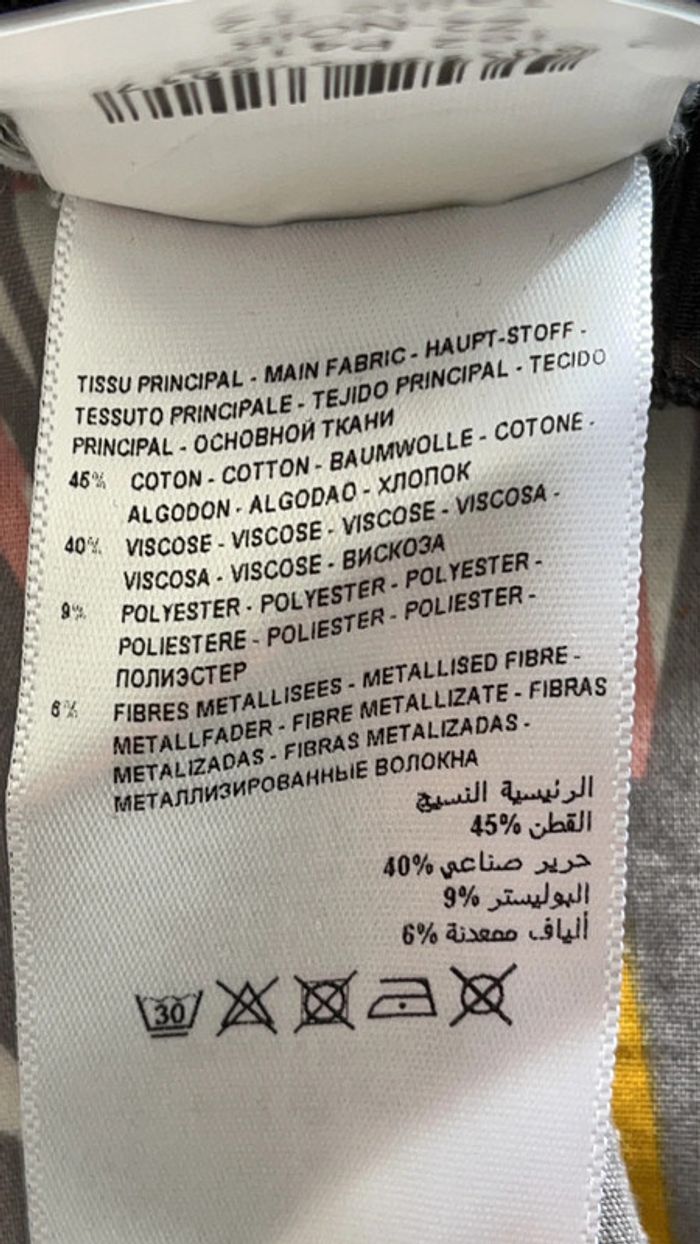 TISSU PRINCIPAL - MAIN FABRIC - HAUPT-STOFF -
TESSUTO PRINCIPALE - TEJIDO PRINCIPAL - TECIDO
PRINCIPAL - ОСНОВНОЙ ТКАНИ
45% COTON - COTTON - BAUMWOLLE - COTONE -
ALGODON - ALGODAO - ХЛОПОК
40% VISCOSE - VISCOSE - VISCOSE - VISCOSA -
VISCOSA - VISCOSE - ВИСКОЗА
9% POLYESTER - POLYESTER - POLYESTER -
POLIESTERE - POLIESTER - POLIESTER -
ПОЛИЭСТЕР
6% FIBRES METALLISEES - METALLISED FIBRE -
METALLFADER - FIBRE METALLIZATE - FIBRAS
METALIZADAS - FIBRAS METALIZADAS -
МЕТАЛЛИЗИРОВАННЫЕ ВОЛОКНА
الرئيسية النسيج
القطن 45%
حرير صناعي 40%
البوليستر 9%
ألياف ممعدنة 6%
30